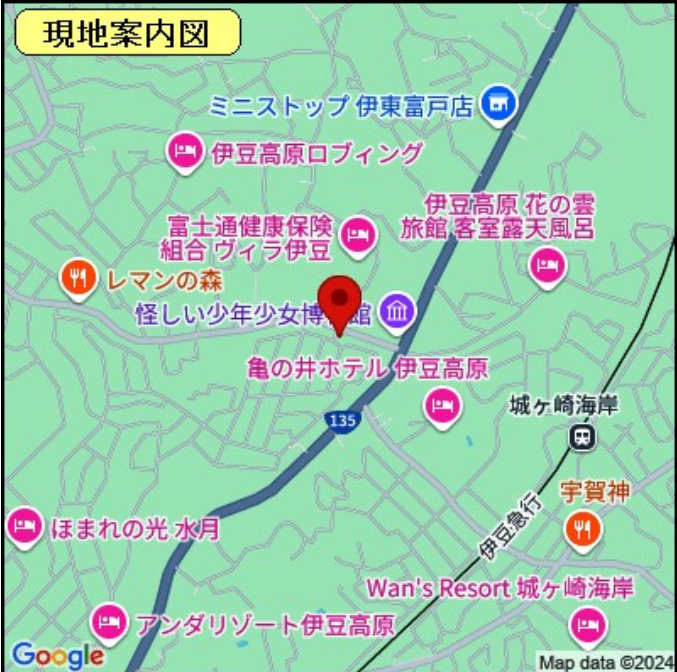 現地案内図
ミニストップ 伊東富戸店
伊豆高原ロブィング
伊豆高原 花の雲
旅館 客室露天風呂
富士通健康保険
組合 ヴィラ伊豆
レマンの森
怪しい少年少女博 館
亀の井ホテル 伊豆高原
城ヶ崎海岸
135
宇賀神
伊豆急行
ほまれの光 水月
Wan's Resort 城ヶ崎海岸
アンダリゾート伊豆高原
Google
Map data ©2024